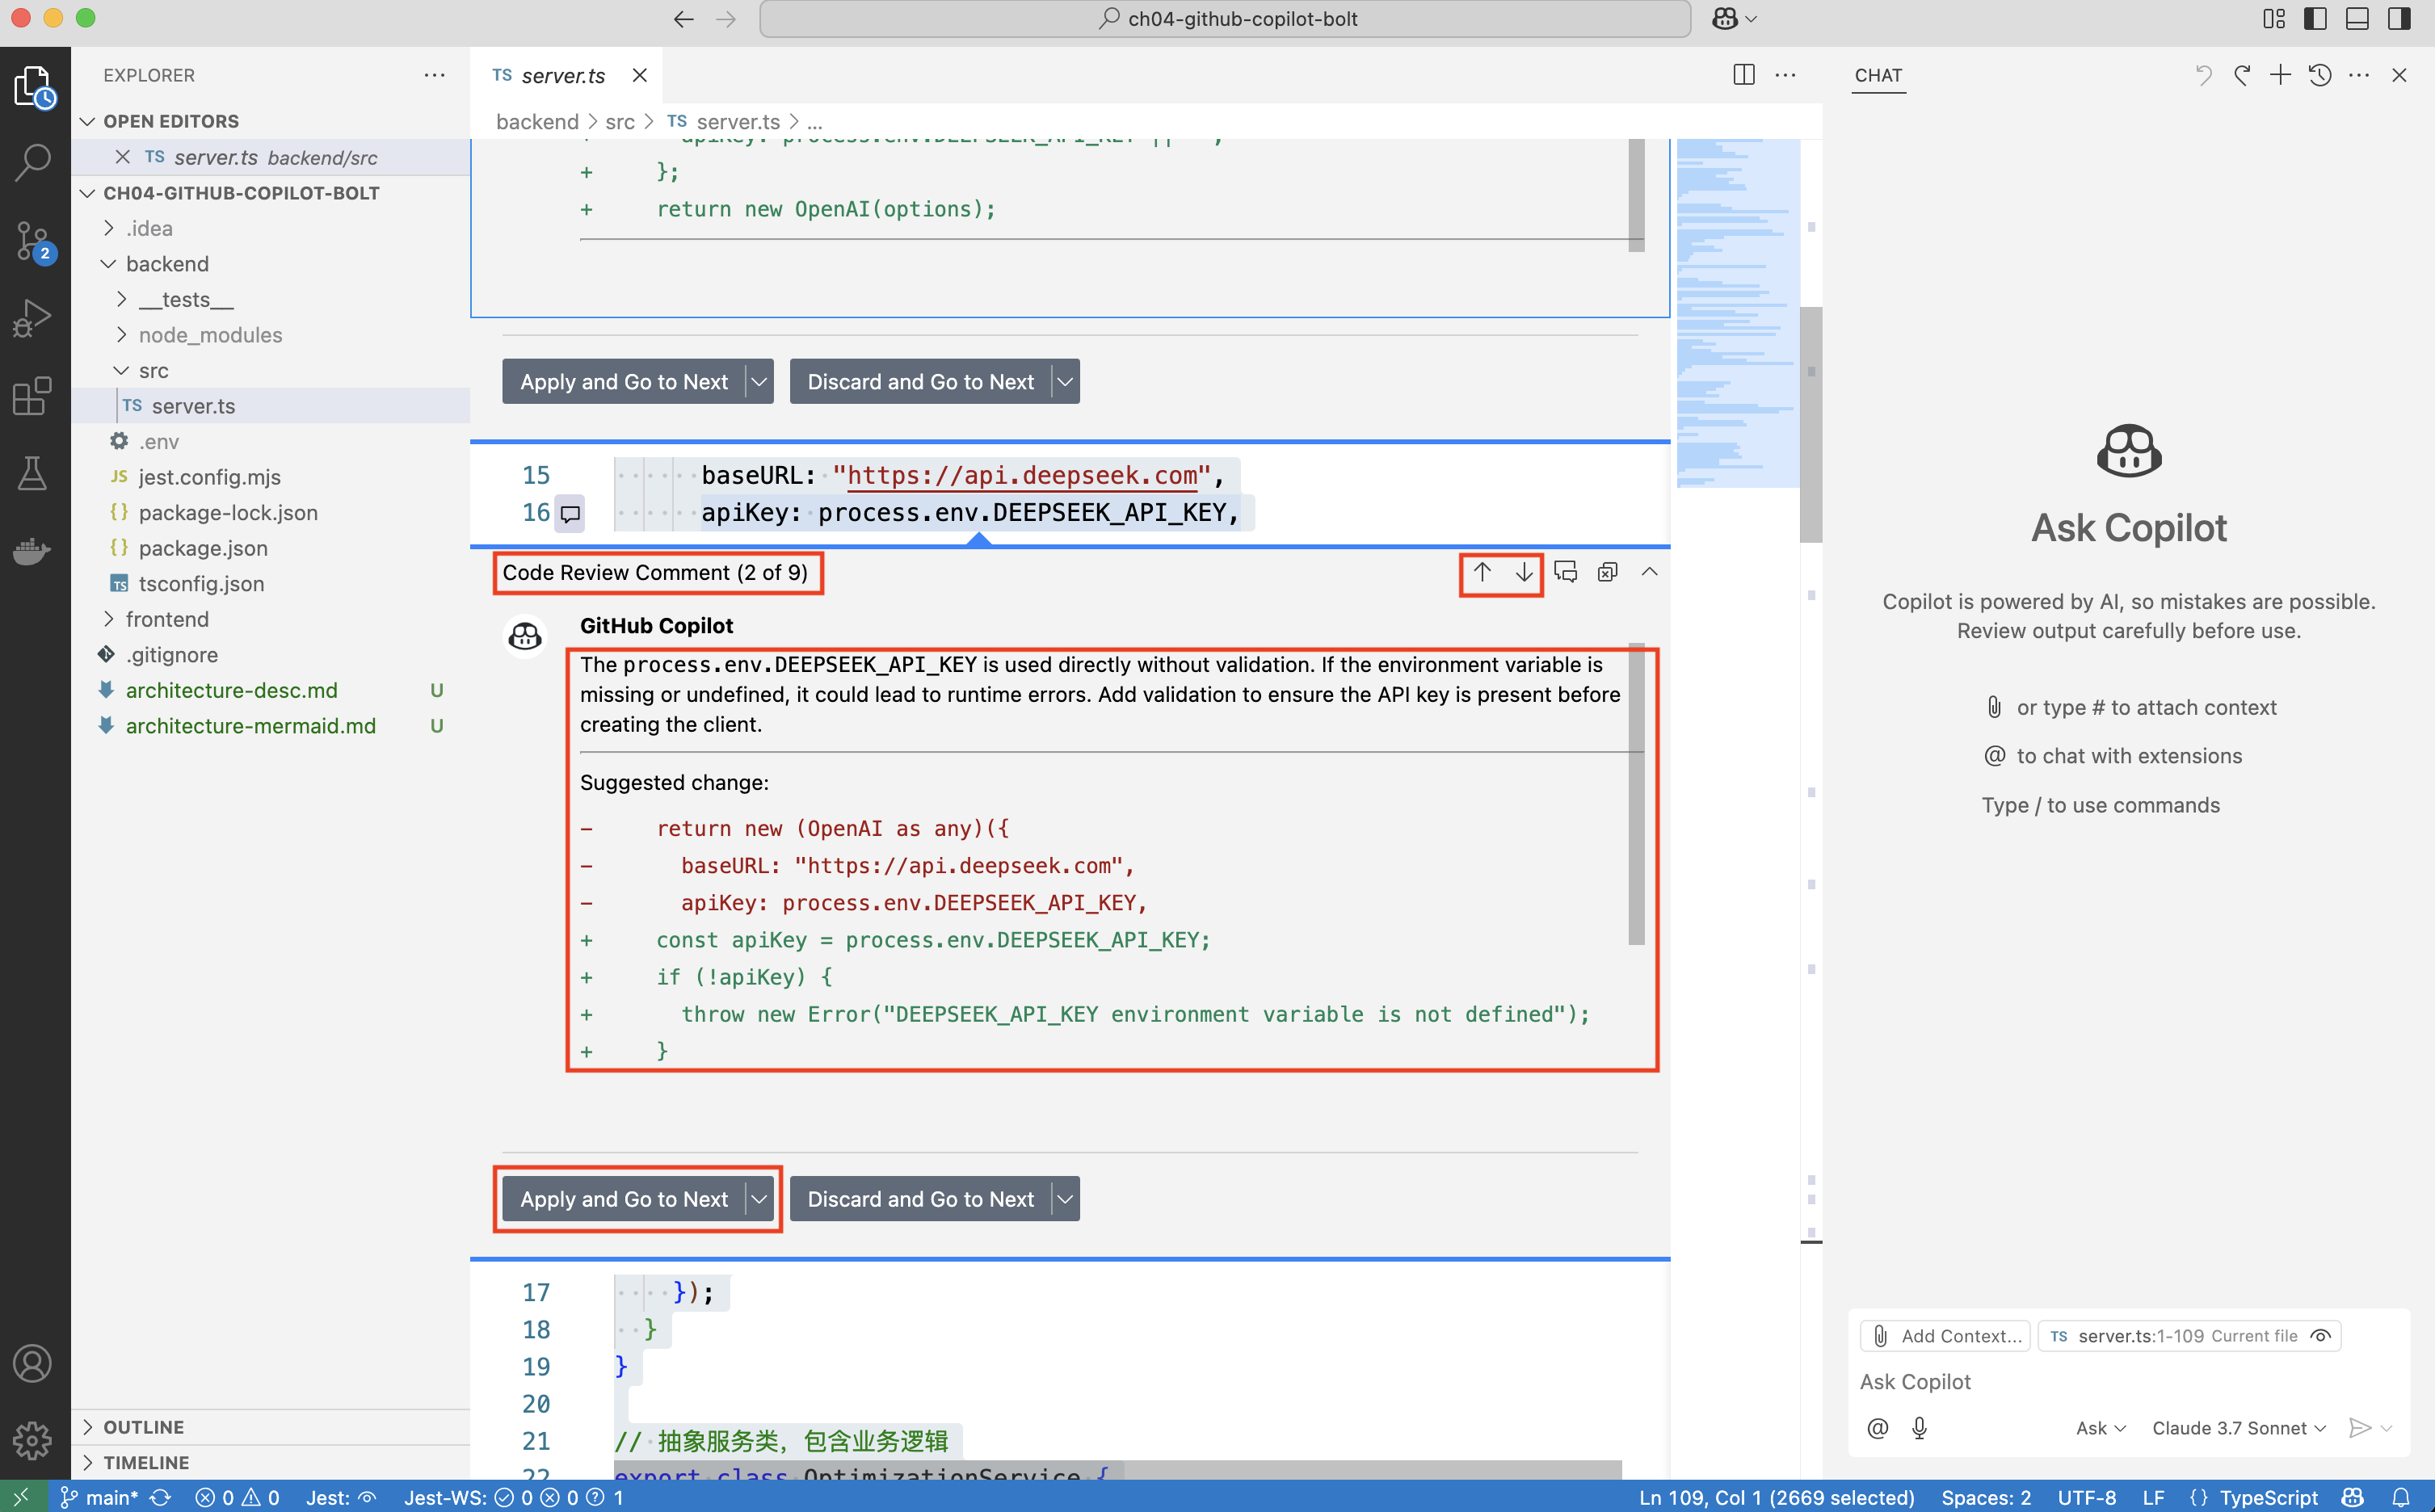 ch04-github-copilot-bolt
EXPLORER
OPEN EDITORS
TS server.ts backend/src
CH04-GITHUB-COPILOT-BOLT
.idea
backend
__tests__
node_modules
src
TS server.ts
.env
JS jest.config.mjs
{} package-lock.json
{} package.json
TS tsconfig.json
frontend
.gitignore
architecture-desc.md U
architecture-mermaid.md U
OUTLINE
TIMELINE
2
TS server.ts
backend > src > TS server.ts > ...
+ apiKey: process.env.DEEPSEEK_API_KEY || '',
+ };
+ return new OpenAI(options);
Apply and Go to Next
Discard and Go to Next
15 baseURL: "https://api.deepseek.com",
16 apiKey: process.env.DEEPSEEK_API_KEY,
Code Review Comment (2 of 9)
GitHub Copilot
The process.env.DEEPSEEK_API_KEY is used directly without validation. If the environment variable is
missing or undefined, it could lead to runtime errors. Add validation to ensure the API key is present before
creating the client.
Suggested change:
- return new (OpenAI as any)({
- baseURL: "https://api.deepseek.com",
- apiKey: process.env.DEEPSEEK_API_KEY,
+ const apiKey = process.env.DEEPSEEK_API_KEY;
+ if (!apiKey) {
+ throw new Error("DEEPSEEK_API_KEY environment variable is not defined");
+ }
Apply and Go to Next
Discard and Go to Next
17 });
18 }
19 }
20
21 // 抽象服务类，包含业务逻辑
22 export class OptimizationService {
CHAT
Ask Copilot
Copilot is powered by AI, so mistakes are possible.
Review output carefully before use.
or type # to attach context
@ to chat with extensions
Type / to use commands
Add Context...
TS server.ts:1-109 Current file
Ask Copilot
@
Ask
Claude 3.7 Sonnet
main* 0 0 Jest: Jest-WS: 0 0 1
Ln 109, Col 1 (2669 selected) Spaces: 2 UTF-8 LF {} TypeScript